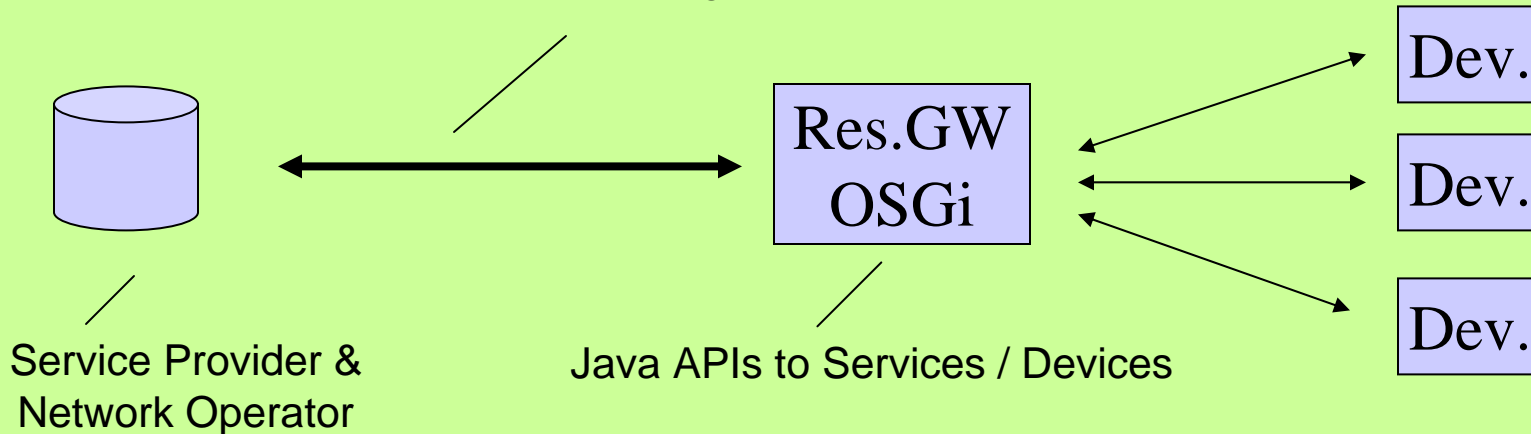 Dev.
Res.GW
OSGi
Dev.
Dev.
Service Provider &
Network Operator
Java APIs to Services / Devices